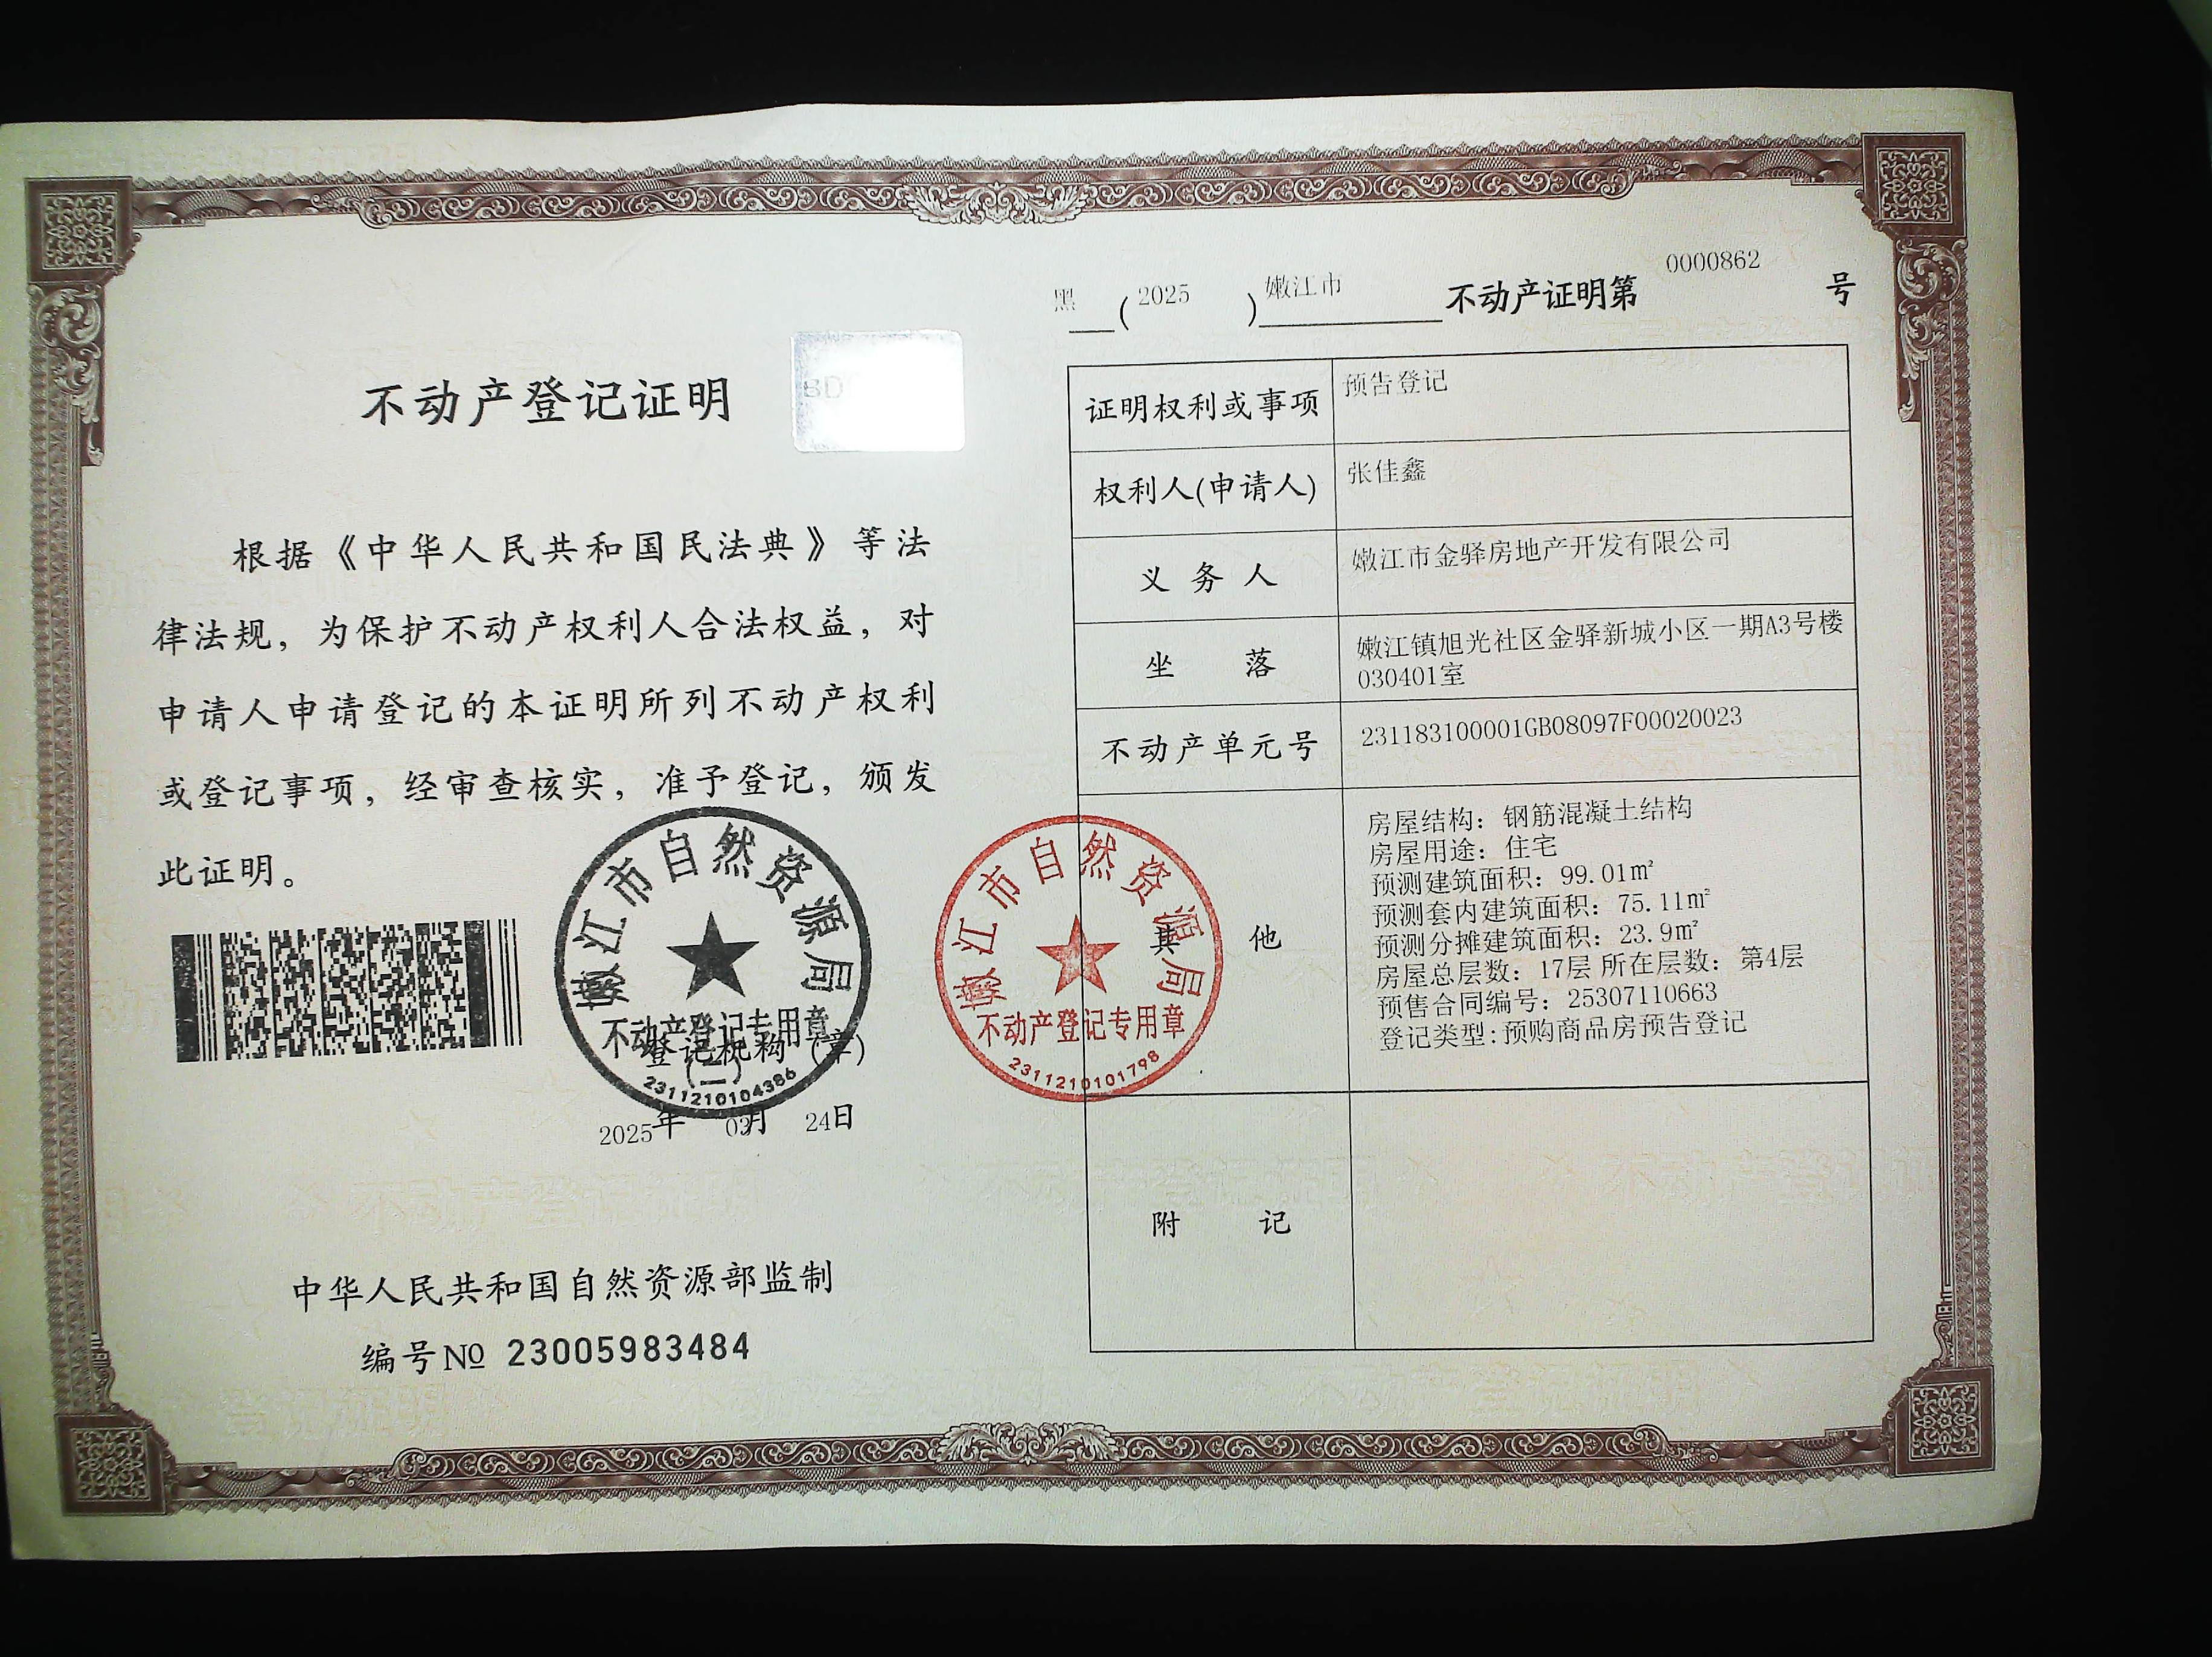 不动产登记证明
SD
根据《中华人民共和国民法典》等法
律法规，为保护不动产权利人合法权益，对
申请人申请登记的本证明所列不动产权利
或登记事项，经审查核实，准予登记，颁发
此证明。
嫩江市自然资源局
不动产登记专用章
(二)
2311210104386
登记机构（章）
2025年 03月 24日
中华人民共和国自然资源部监制
编号№ 23005983484
嫩江市自然资源局
不动产登记专用章
2311210101798
黑(2025)嫩江市不动产证明第0000862号
证明权利或事项 预告登记
权利人(申请人) 张佳鑫
义务人 嫩江市金驿房地产开发有限公司
坐落 嫩江镇旭光社区金驿新城小区一期A3号楼
030401室
不动产单元号 231183100001GB08097F00020023
其他
房屋结构：钢筋混凝土结构
房屋用途：住宅
预测建筑面积：99.01㎡
预测套内建筑面积：75.11㎡
预测分摊建筑面积：23.9㎡
房屋总层数：17层 所在层数：第4层
预售合同编号：25307110663
登记类型:预购商品房预告登记
附记